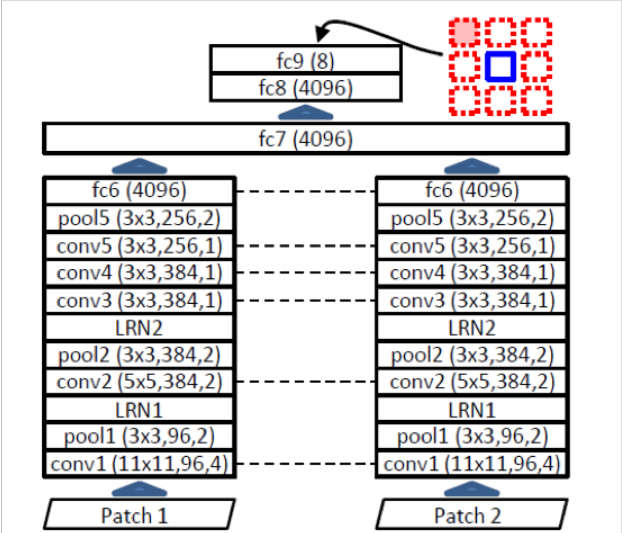 fc9 (8)
fc8 (4096)
fc7 (4096)
fc6 (4096)
pool5 (3x3,256,2)
conv5 (3x3,256,1)
conv4 (3x3,384,1)
conv3 (3x3,384,1)
LRN2
pool2 (3x3,384,2)
conv2 (5x5,384,2)
LRN1
pool1 (3x3,96,2)
conv1 (11x11,96,4)
Patch 1
fc6 (4096)
pool5 (3x3,256,2)
conv5 (3x3,256,1)
conv4 (3x3,384,1)
conv3 (3x3,384,1)
LRN2
pool2 (3x3,384,2)
conv2 (5x5,384,2)
LRN1
pool1 (3x3,96,2)
conv1 (11x11,96,4)
Patch 2